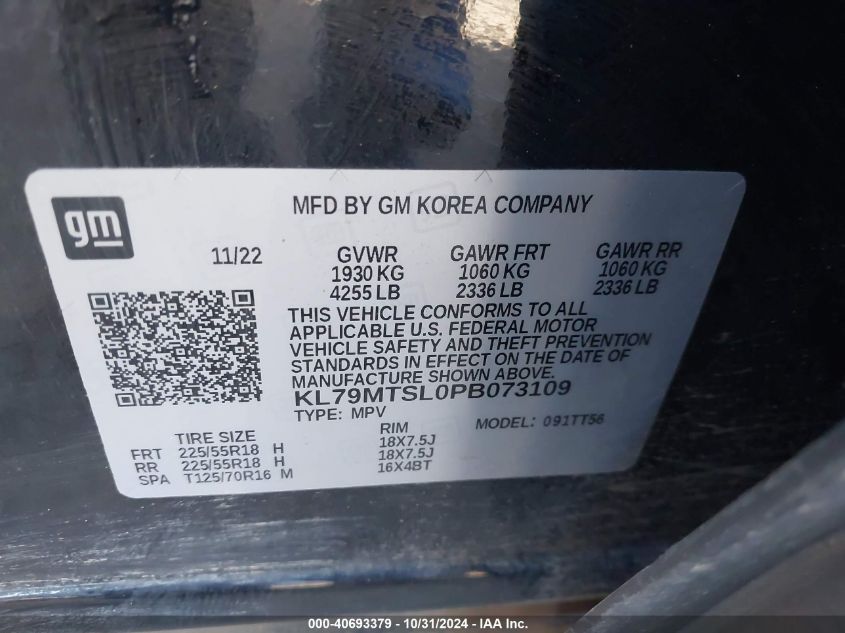 gm
MFD BY GM KOREA COMPANY
11/22 GVWR GAWR FRT GAWR RR
1930 KG 1060 KG 1060 KG
4255 LB 2336 LB 2336 LB
THIS VEHICLE CONFORMS TO ALL
APPLICABLE U.S. FEDERAL MOTOR
VEHICLE SAFETY AND THEFT PREVENTION
STANDARDS IN EFFECT ON THE DATE OF
MANUFACTURE SHOWN ABOVE.
KL79MTSL0PB073109
TYPE: MPV MODEL: 091TT56
TIRE SIZE RIM
FRT 225/55R18 H 18X7.5J
RR 225/55R18 H 18X7.5J
SPA T125/70R16 M 16X4BT
000-40693379 - 10/31/2024 - IAA Inc.